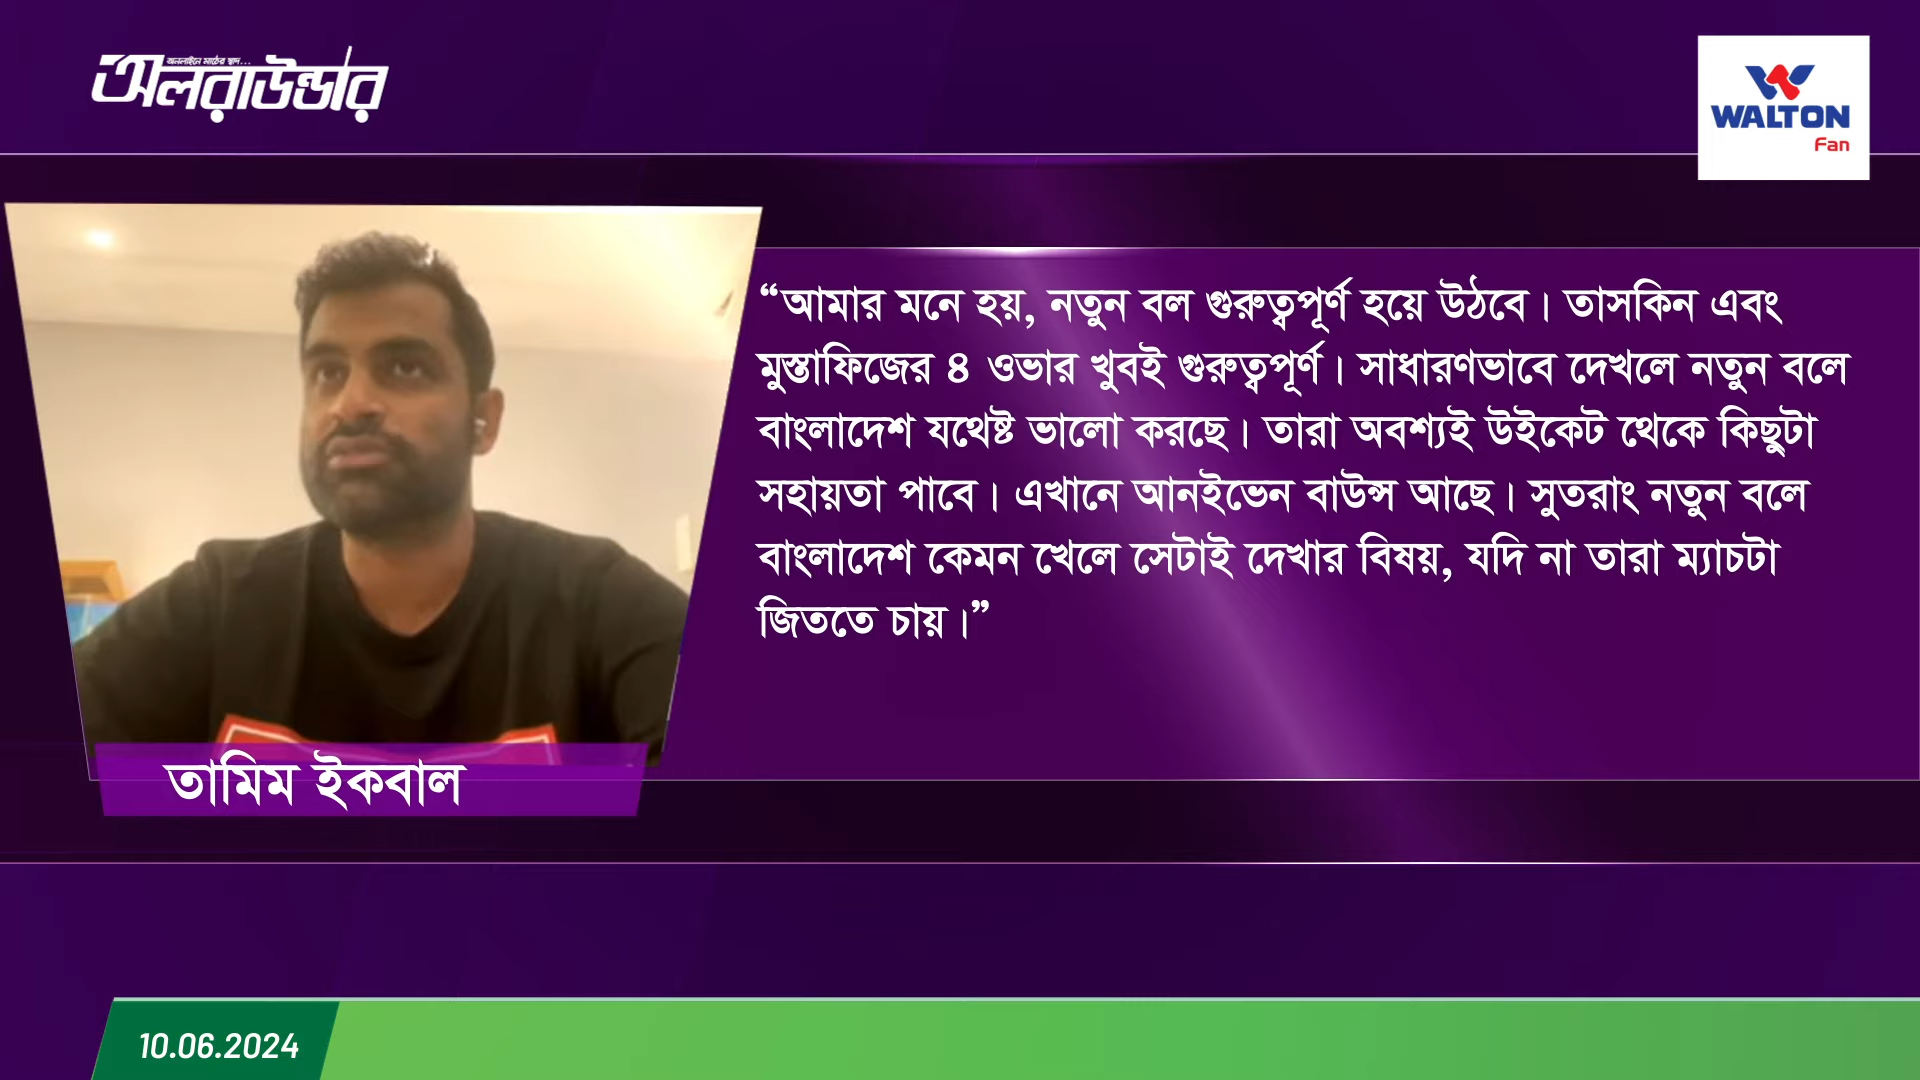 অনলাইনে মাঠের স্বাদ...
অলরাউন্ডার
WALTON
Fan
“আমার মনে হয়, নতুন বল গুরুত্বপূর্ণ হয়ে উঠবে। তাসকিন এবং
মুস্তাফিজের ৪ ওভার খুবই গুরুত্বপূর্ণ। সাধারণভাবে দেখলে নতুন বলে
বাংলাদেশ যথেষ্ট ভালো করছে। তারা অবশ্যই উইকেট থেকে কিছুটা
সহায়তা পাবে। এখানে আনইভেন বাউন্স আছে। সুতরাং নতুন বলে
বাংলাদেশ কেমন খেলে সেটাই দেখার বিষয়, যদি না তারা ম্যাচটা
জিততে চায়।”
তামিম ইকবাল
10.06.2024